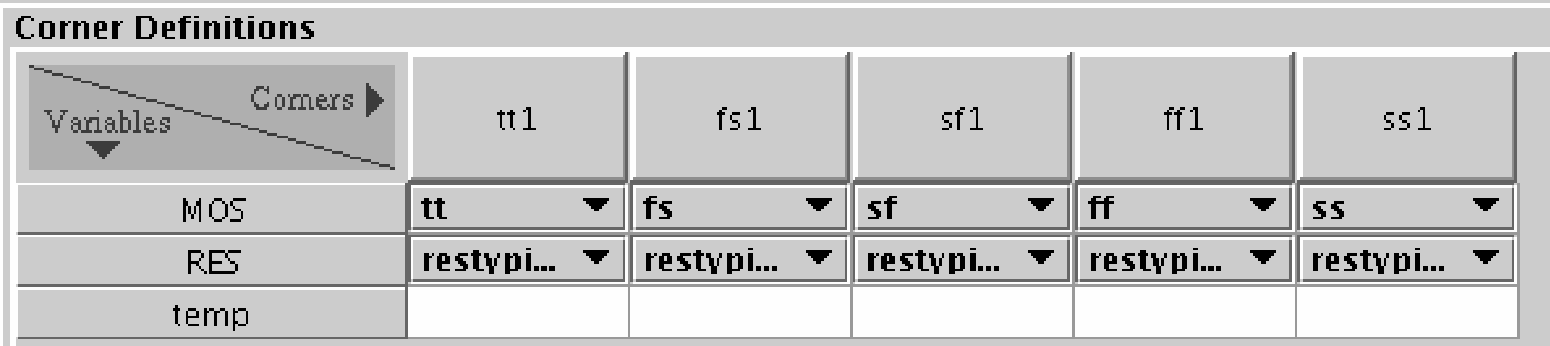 Corner Definitions
Corners
Variables
tt1 fs1 sf1 ff1 ss1
MOS tt fs sf ff ss
RES restypi... restypi... restypi... restypi... restypi...
temp